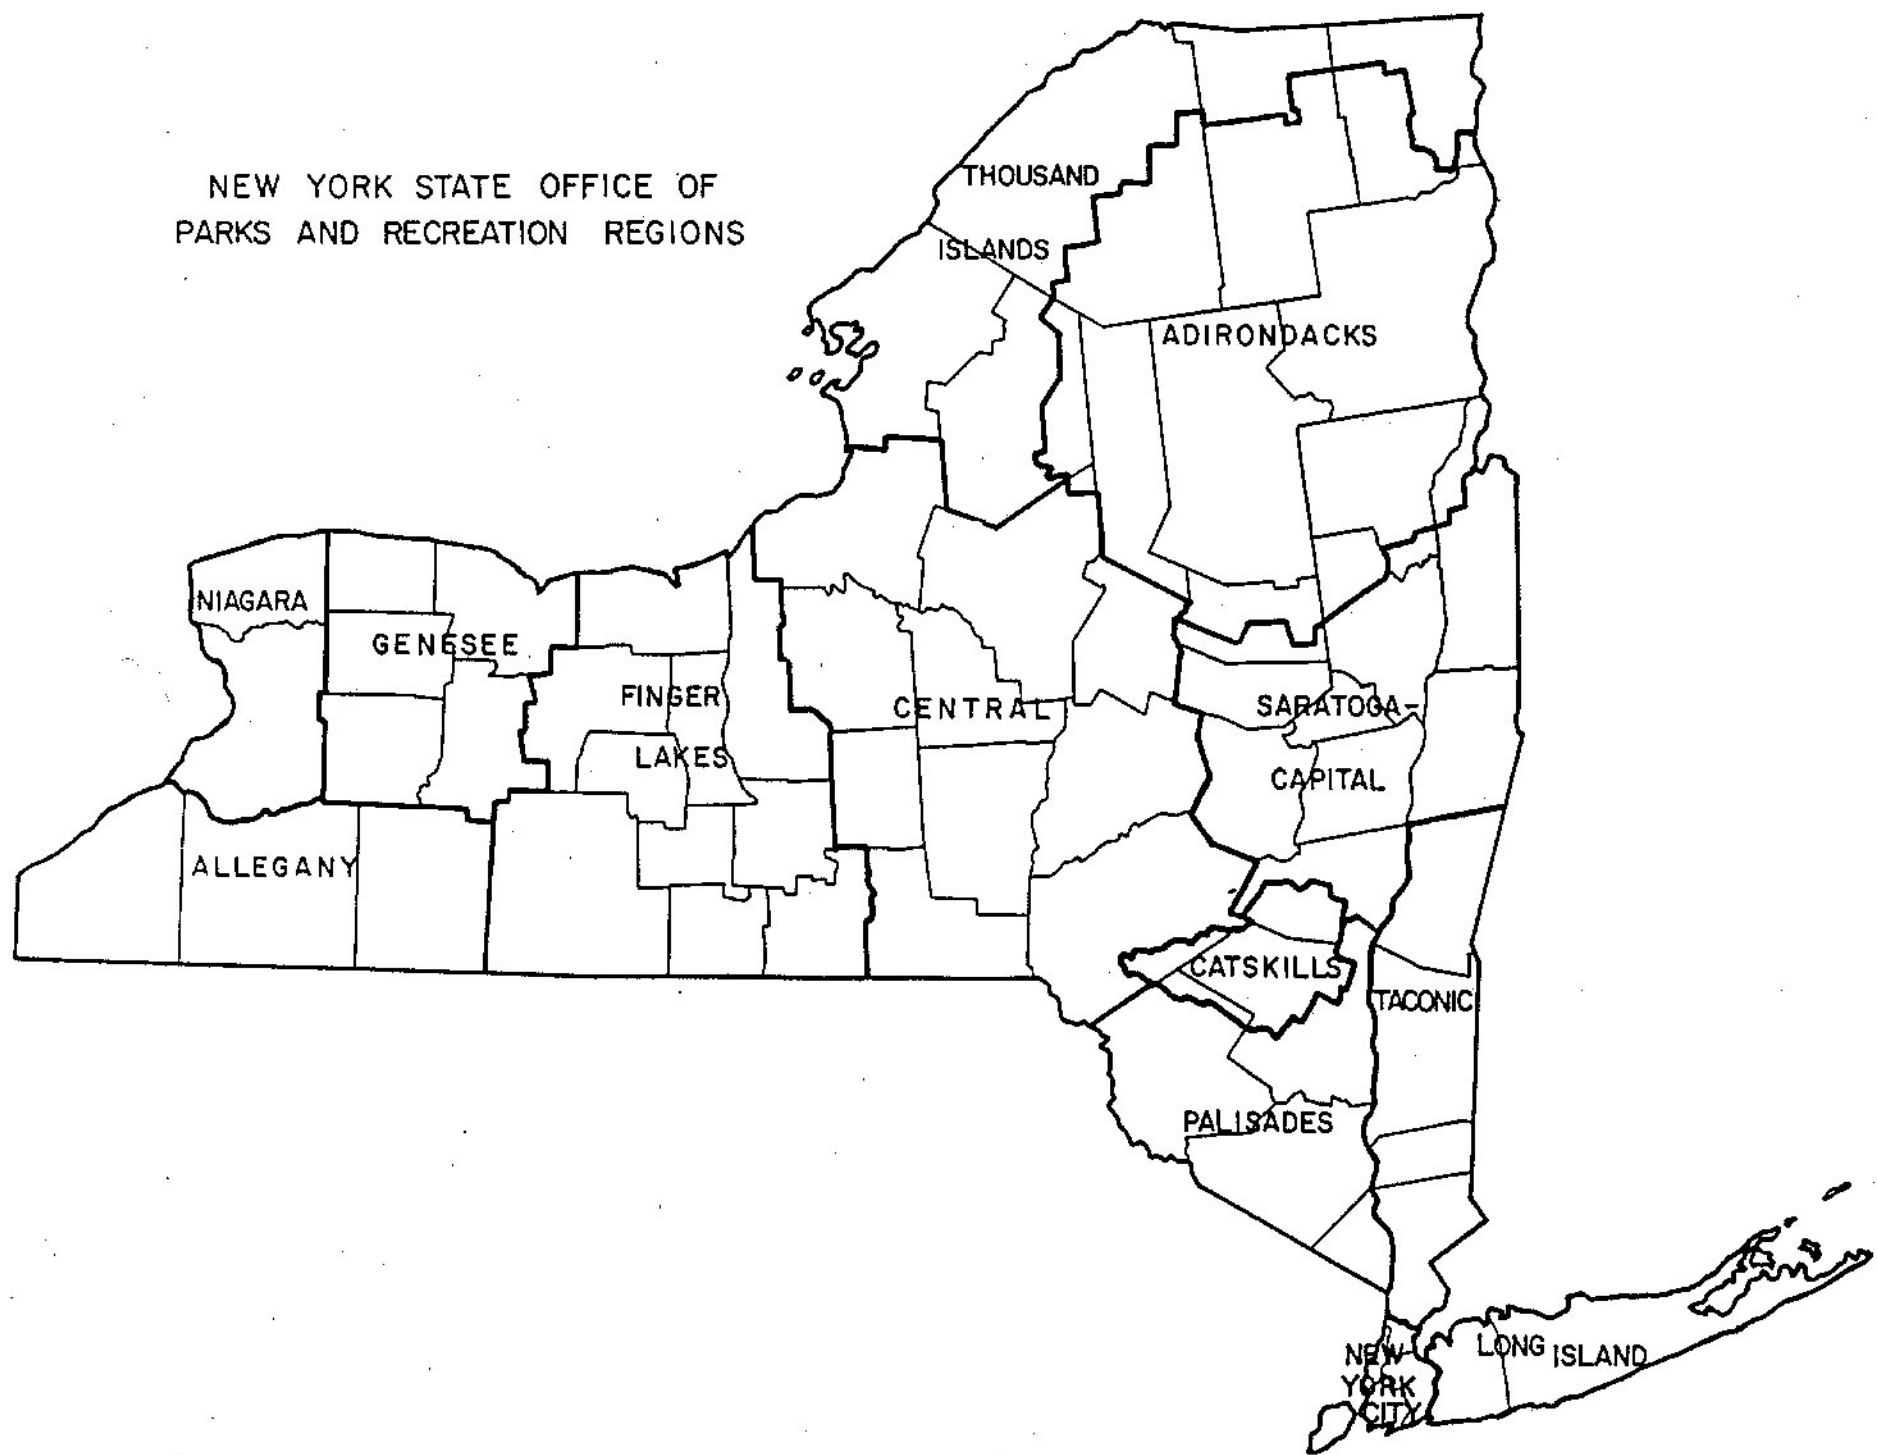 NEW YORK STATE OFFICE OF
PARKS AND RECREATION REGIONS
THOUSAND
ISLANDS
ADIRONDACKS
NIAGARA
GENESEE
FINGER
LAKES
CENTRAL
SARATOGA-
CAPITAL
ALLEGANY
CATSKILLS
TACONIC
PALISADES
NEW
YORK
CITY
LONG ISLAND